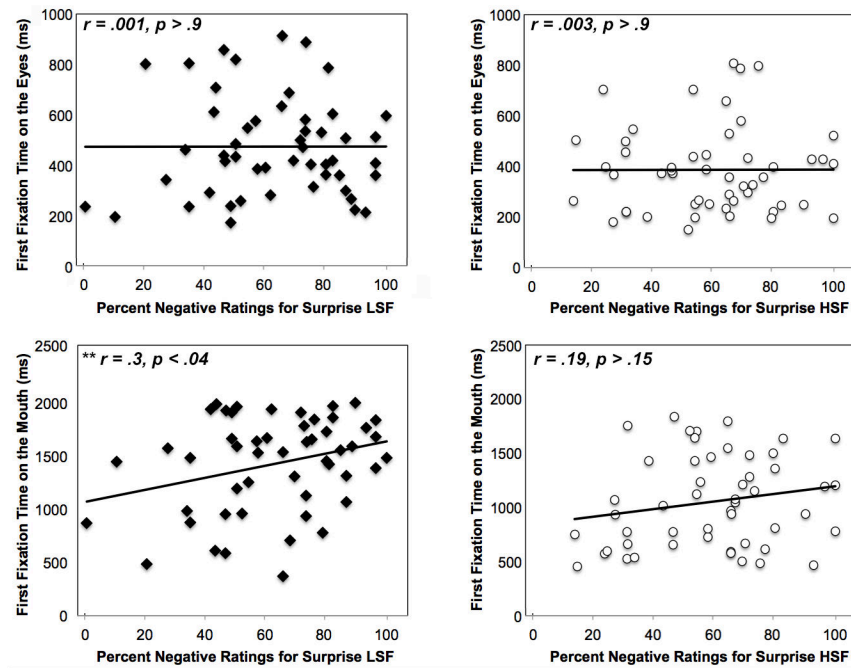 r = .001, p > .9
First Fixation Time on the Eyes (ms)
1000
800
600
400
200
0
0 20 40 60 80 100
Percent Negative Ratings for Surprise LSF
r = .003, p > .9
First Fixation Time on the Eyes (ms)
1000
800
600
400
200
0
0 20 40 60 80 100
Percent Negative Ratings for Surprise HSF
** r = .3, p < .04
First Fixation Time on the Mouth (ms)
2500
2000
1500
1000
500
0
0 20 40 60 80 100
Percent Negative Ratings for Surprise LSF
r = .19, p > .15
First Fixation Time on the Mouth (ms)
2500
2000
1500
1000
500
0
0 20 40 60 80 100
Percent Negative Ratings for Surprise HSF